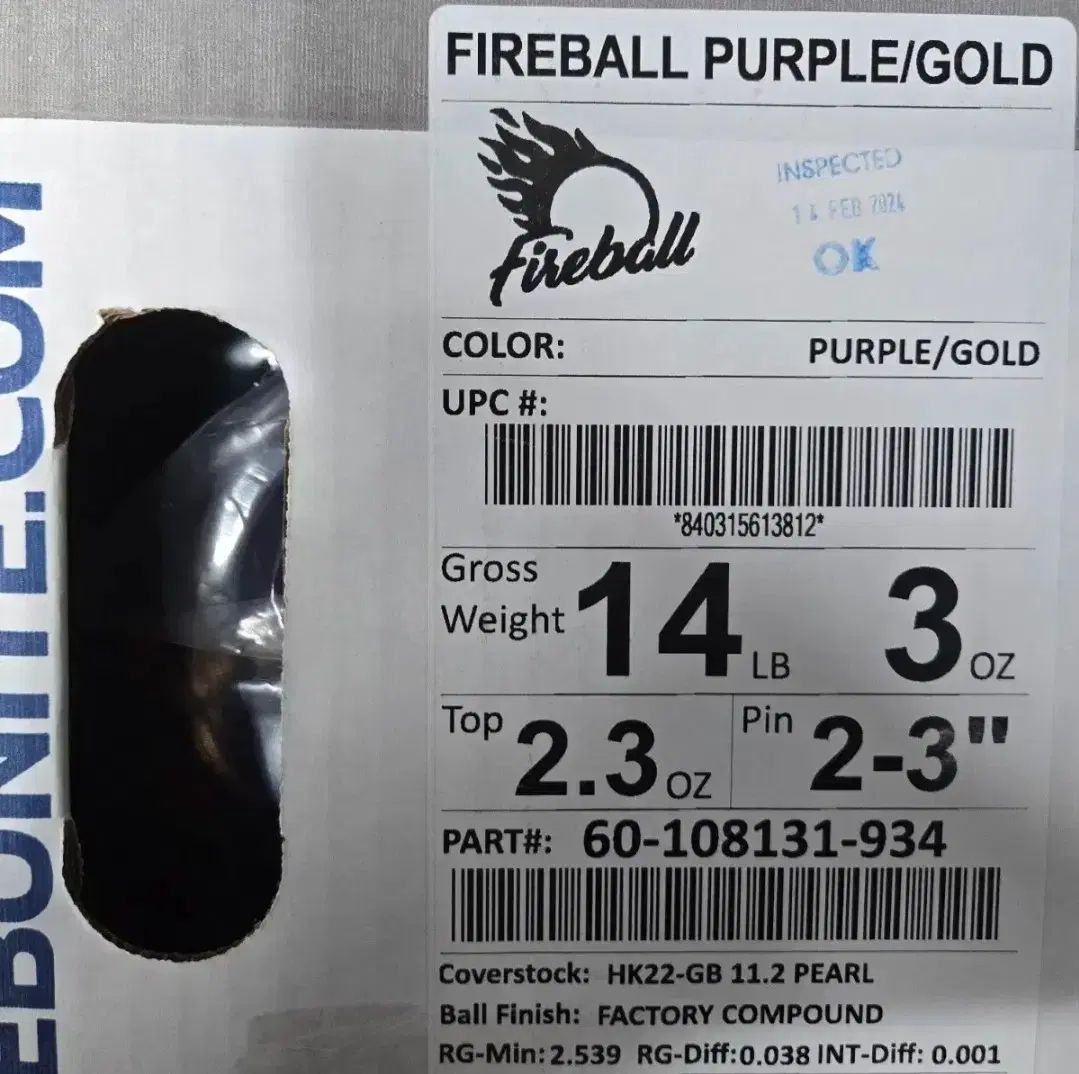 FIREBALL PURPLE/GOLD
Fireball
INSPECTED
14 FEB 2024
OK
COLOR: PURPLE/GOLD
UPC #:
*840315613812*
Gross Weight 14 LB 3 OZ
Top 2.3 OZ Pin 2-3"
PART#: 60-108131-934
Coverstock: HK22-GB 11.2 PEARL
Ball Finish: FACTORY COMPOUND
RG-Min: 2.539 RG-Diff: 0.038 INT-Diff: 0.001
EBONITE.COM